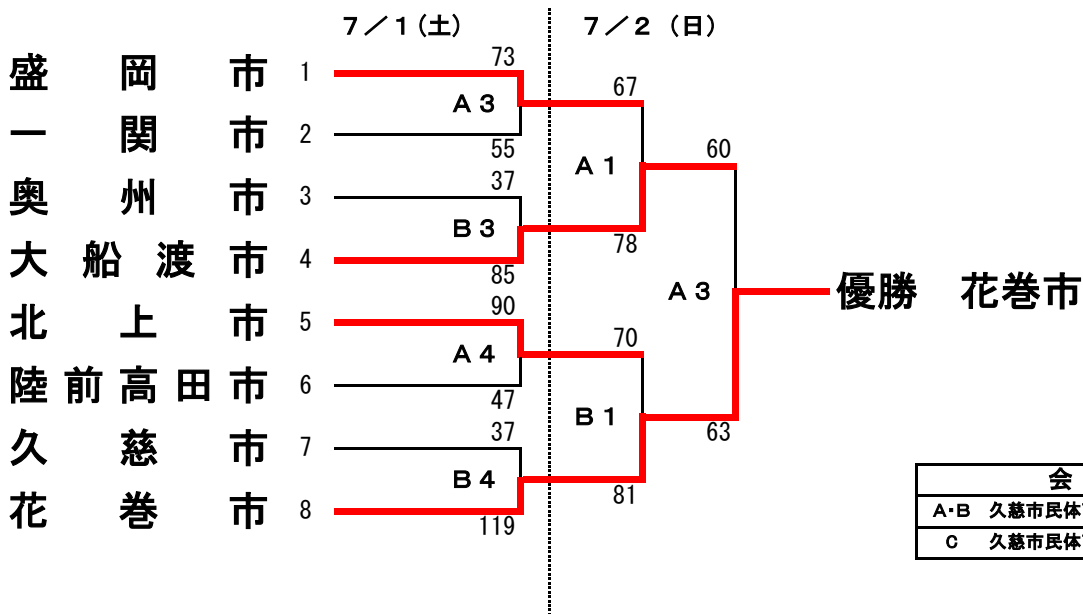 7/1(土) 7/2 (日)
73
盛岡市 1 67
A3
一関市 2 60
55
A1
37
奥州市 3
B3 78
大船渡市 4
85
A3 優勝 花巻市
90
北上市 5 70
A4
陸前高田市 6
47
B1 63
37
久慈市 7
B4 81
花巻市 8
119
会
A・B 久慈市民体
C 久慈市民体